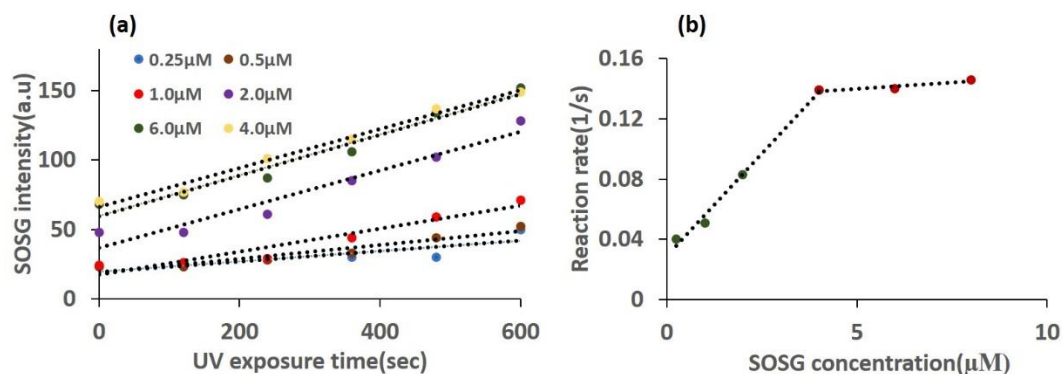 (a)
SOSG intensity(a.u)
150
100
50
0
0.25μM 0.5μM
1.0μM 2.0μM
6.0μM 4.0μM
0 200 400 600
UV exposure time(sec)
(b)
Reaction rate(1/s)
0.16
0.12
0.08
0.04
0
0 5 10
SOSG concentration(μM)